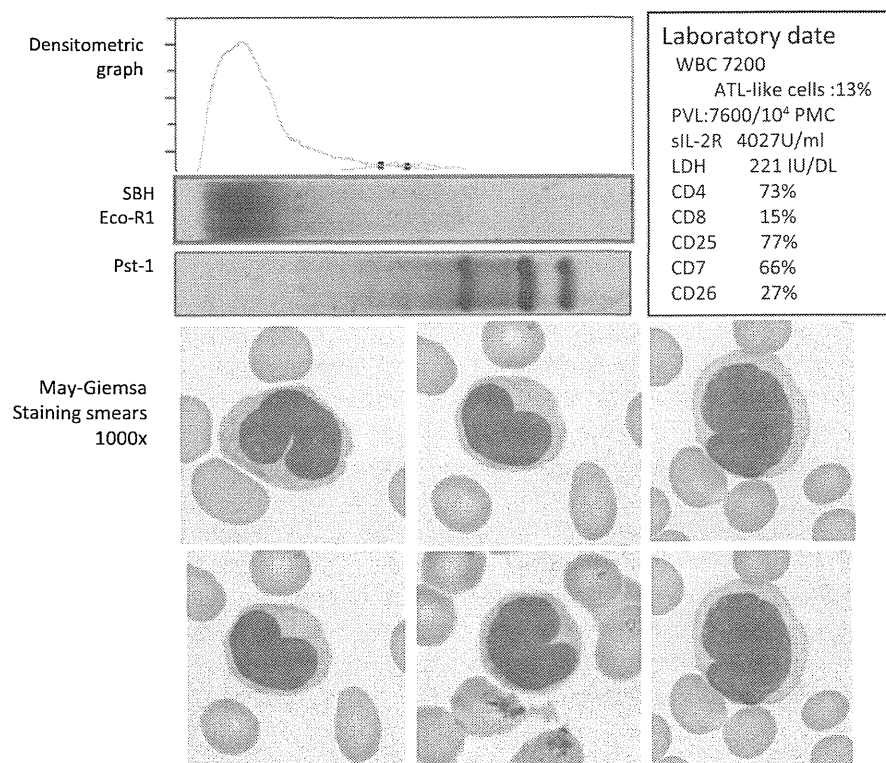 Densitometric
graph
SBH
Eco-R1
Pst-1
May-Giemsa
Staining smears
1000x
Laboratory date
WBC 7200
ATL-like cells :13%
PVL:7600/10⁴ PMC
sIL-2R 4027U/ml
LDH 221 IU/DL
CD4 73%
CD8 15%
CD25 77%
CD7 66%
CD26 27%